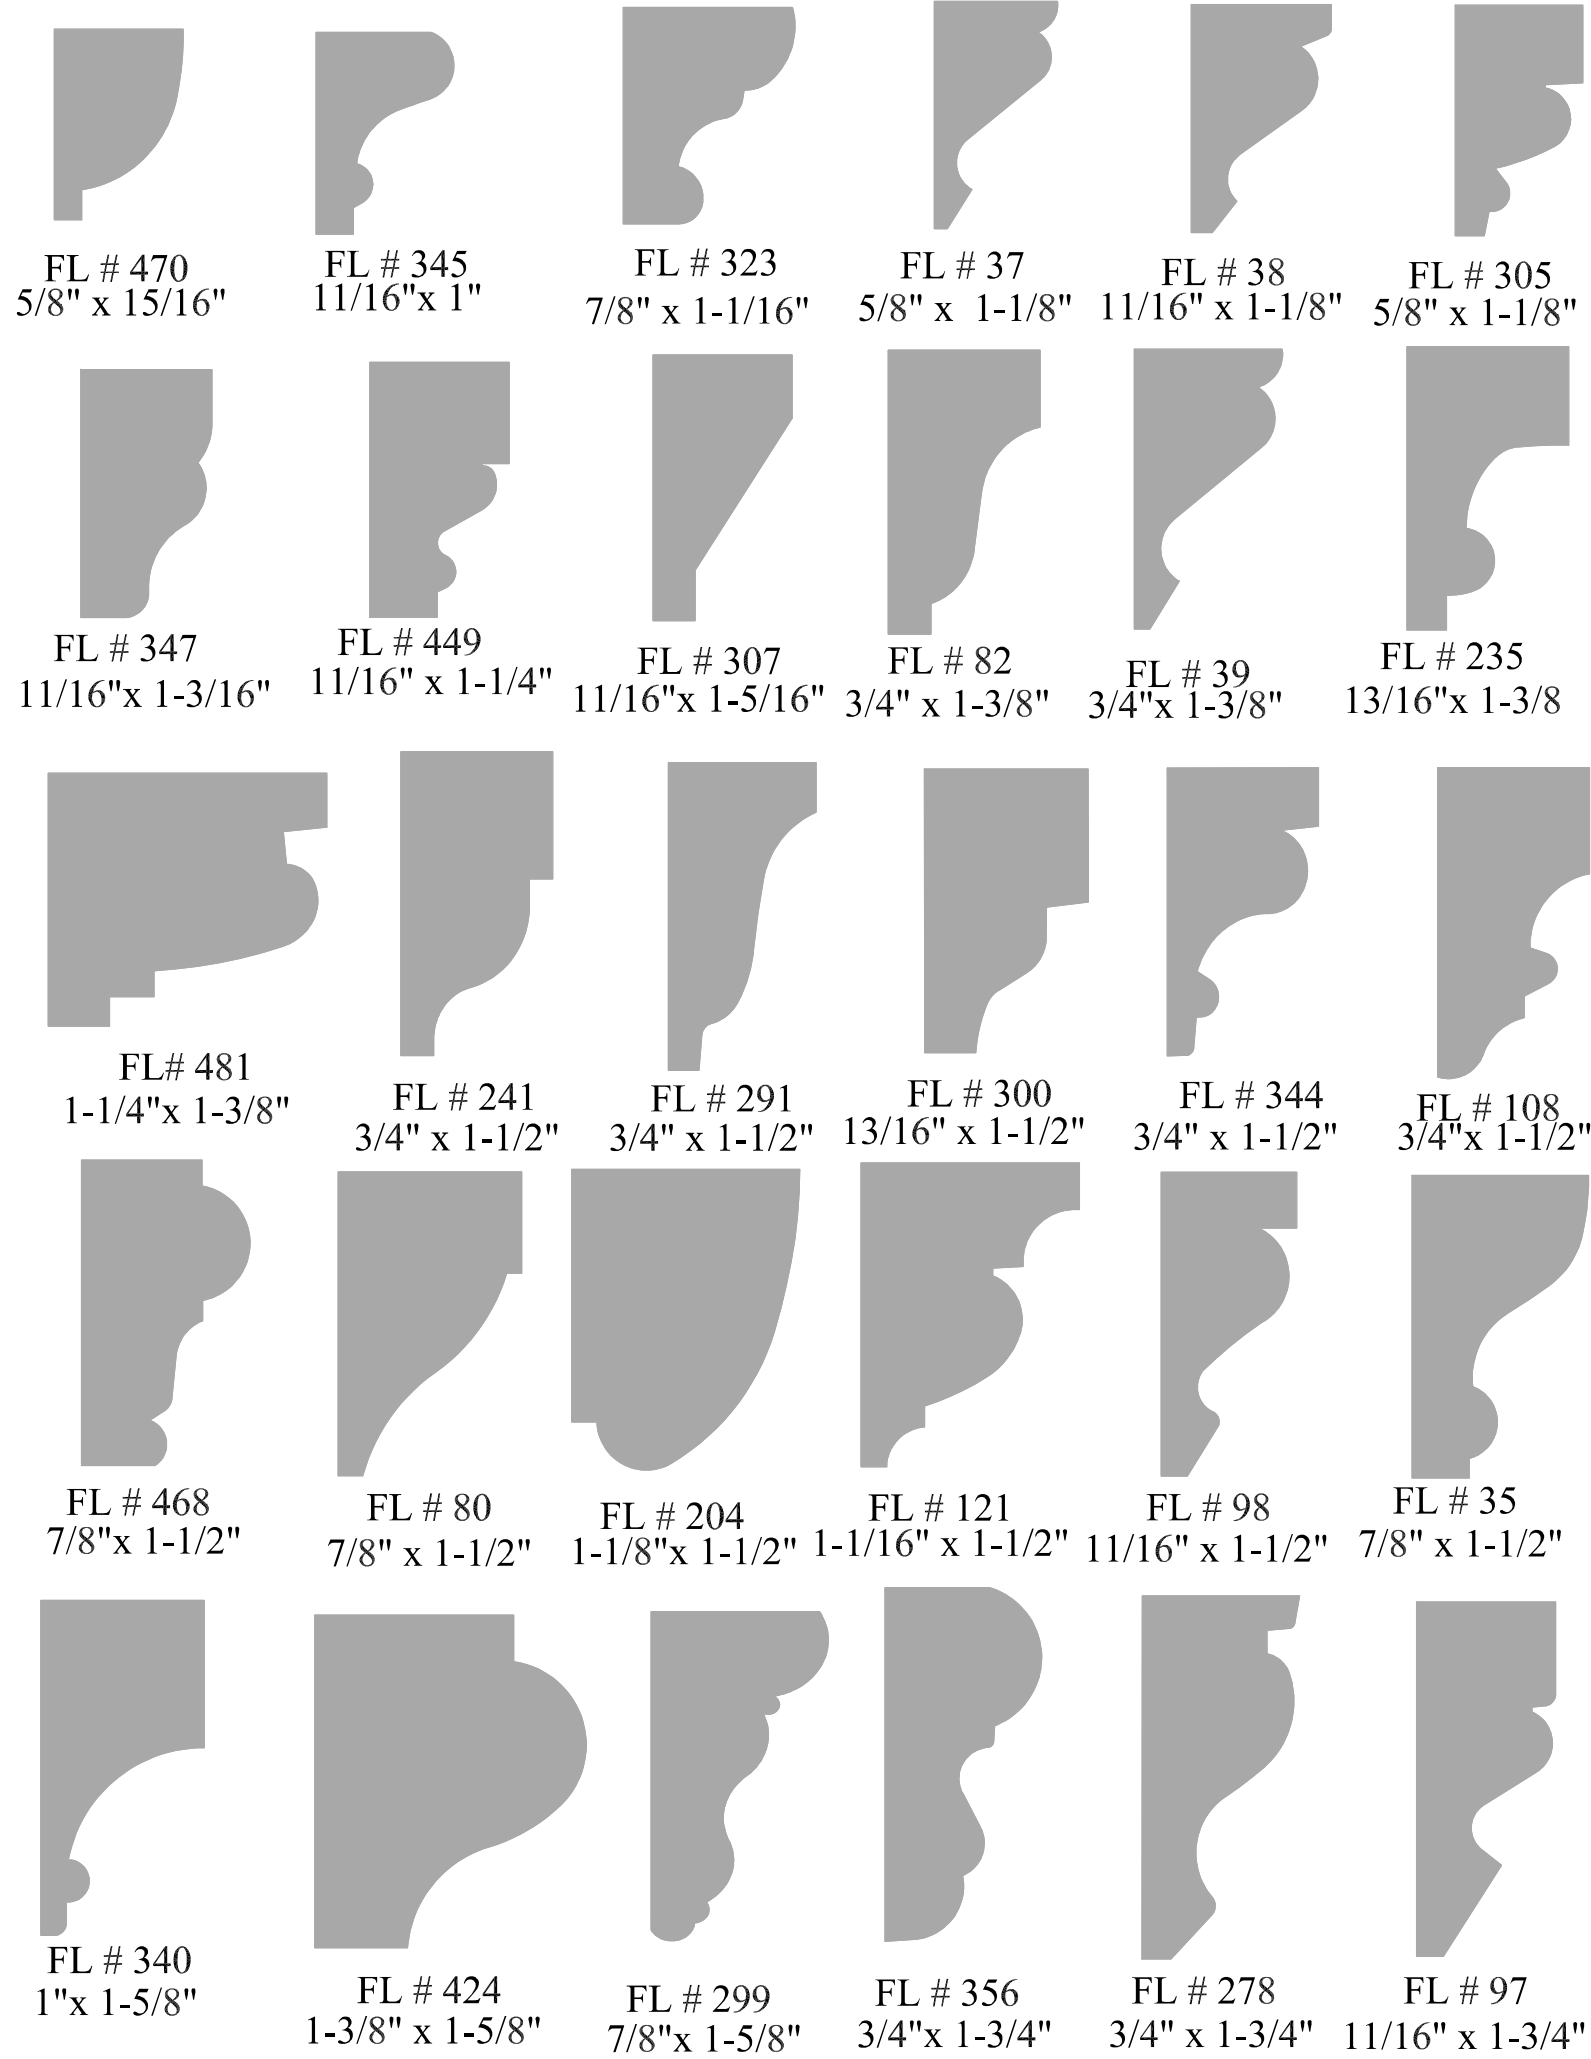 FL # 470
5/8" x 15/16"
FL # 345
11/16"x 1"
FL # 323
7/8" x 1-1/16"
FL # 37
5/8" x 1-1/8"
FL # 38
11/16" x 1-1/8"
FL # 305
5/8" x 1-1/8"
FL # 347
11/16"x 1-3/16"
FL # 449
11/16" x 1-1/4"
FL # 307
11/16"x 1-5/16"
FL # 82
3/4" x 1-3/8"
FL # 39
3/4"x 1-3/8"
FL # 235
13/16"x 1-3/8
FL# 481
1-1/4"x 1-3/8"
FL # 241
3/4" x 1-1/2"
FL # 291
3/4" x 1-1/2"
FL # 300
13/16" x 1-1/2"
FL # 344
3/4" x 1-1/2"
FL # 108
3/4"x 1-1/2"
FL # 468
7/8"x 1-1/2"
FL # 80
7/8" x 1-1/2"
FL # 204
1-1/8"x 1-1/2"
FL # 121
1-1/16" x 1-1/2"
FL # 98
11/16" x 1-1/2"
FL # 35
7/8" x 1-1/2"
FL # 340
1"x 1-5/8"
FL # 424
1-3/8" x 1-5/8"
FL # 299
7/8"x 1-5/8"
FL # 356
3/4"x 1-3/4"
FL # 278
3/4" x 1-3/4"
FL # 97
11/16" x 1-3/4"